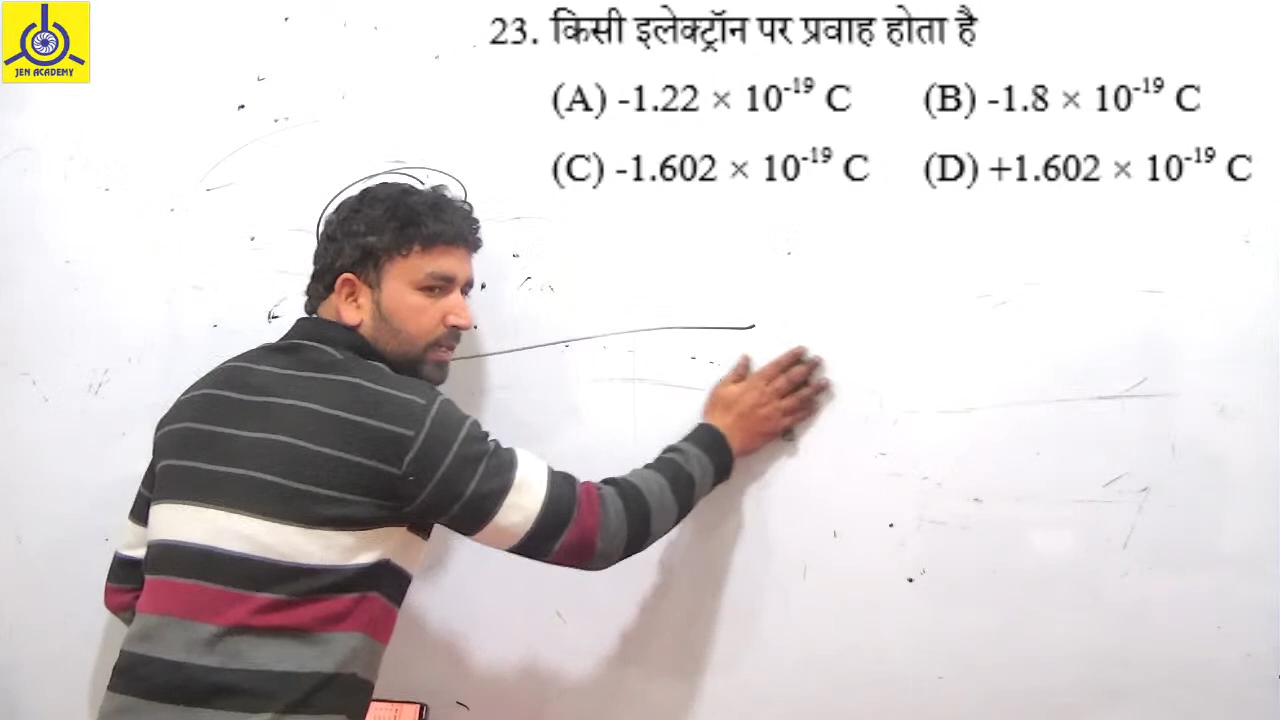 JEN ACADEMY
23. किसी इलेक्ट्रॉन पर प्रवाह होता है
(A) -1.22 × 10⁻¹⁹ C (B) -1.8 × 10⁻¹⁹ C
(C) -1.602 × 10⁻¹⁹ C (D) +1.602 × 10⁻¹⁹ C